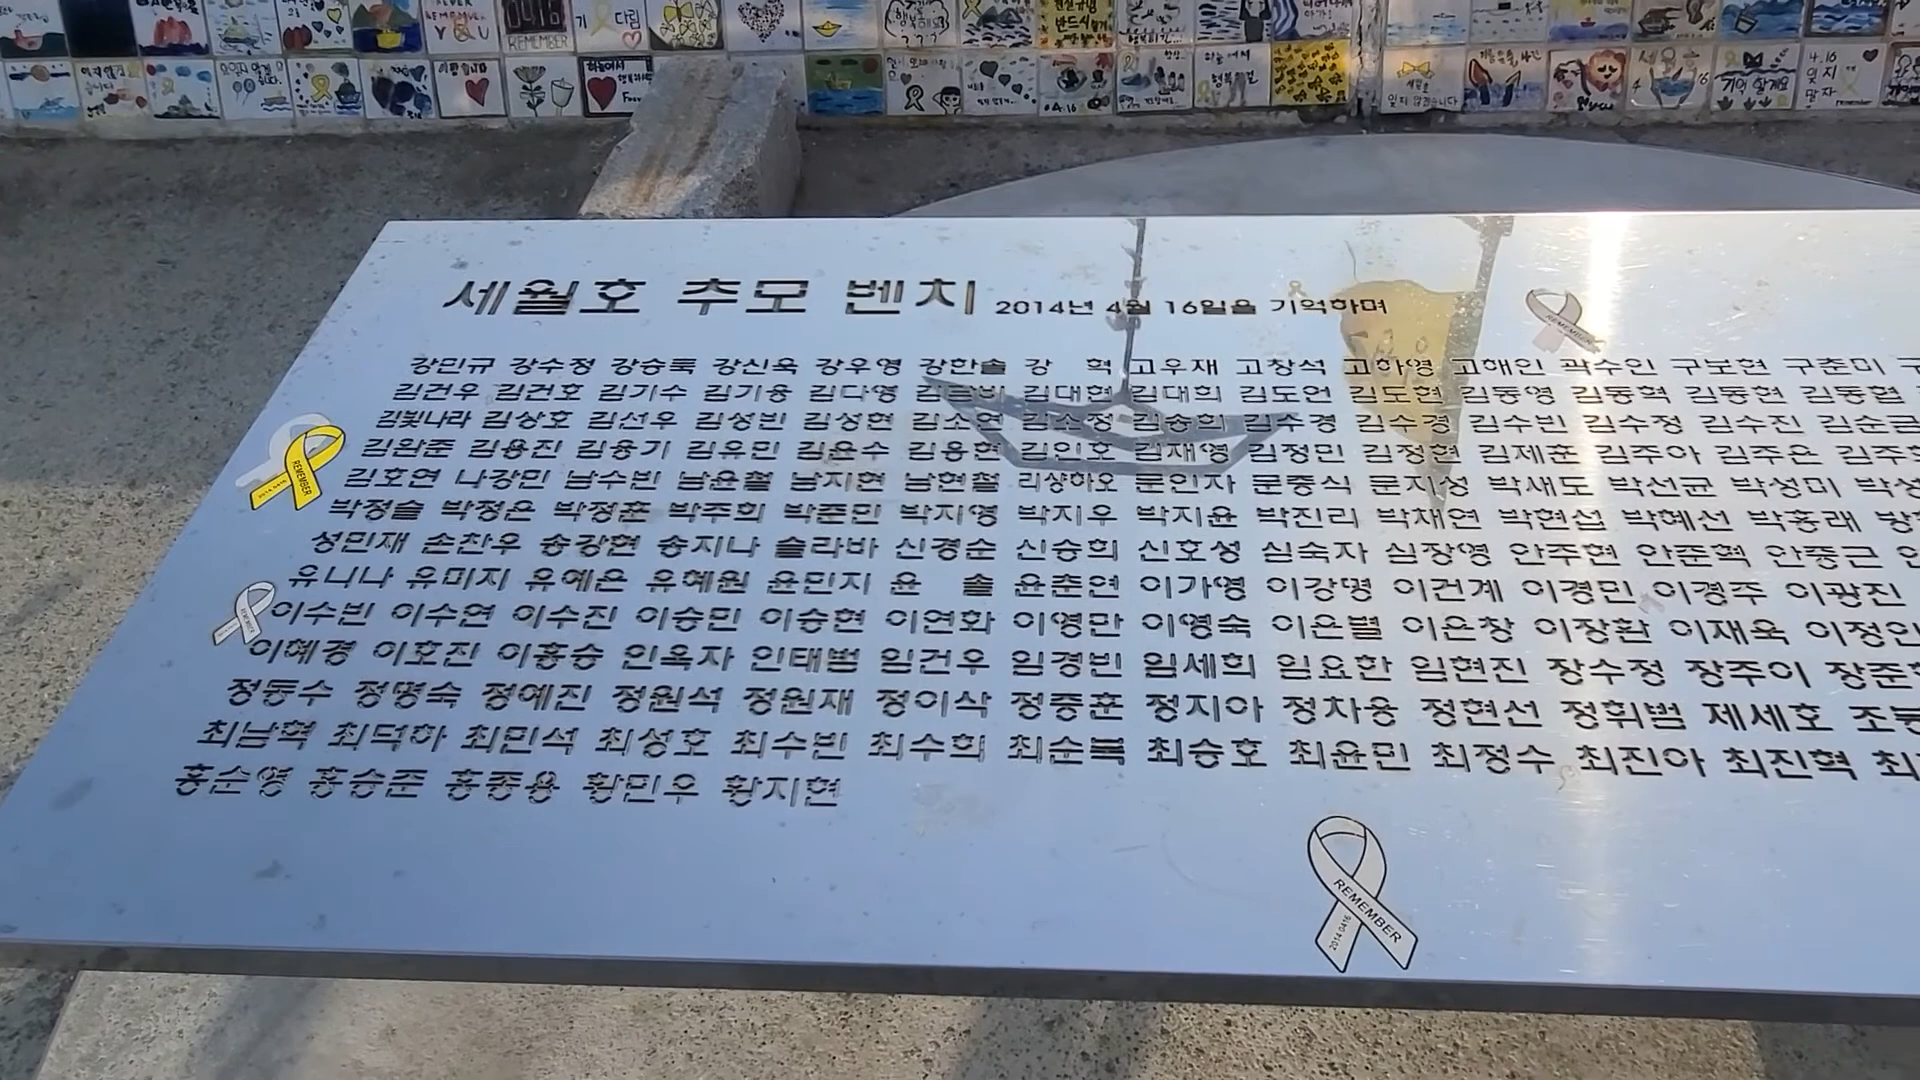 REMEMBER
세월호 추모 벤치 2014년 4월 16일을 기억하며
강민규 강수정 강승묵 강신욱 강우영 강한솔 강 혁 고우재 고창석 고하영 고해인 곽수인 구보현 구춘미
김건우 김건호 김기수 김기웅 김다영 김담비 김대현 김대희 김도언 김도현 김동영 김동혁 김동현 김동협
김빛나라 김상호 김선우 김성빈 김성현 김소연 김소정 김송희 김수경 김수경 김수빈 김수정 김수진 김순금
김완준 김용진 김웅기 김유민 김윤수 김응현 김인호 김재영 김정민 김정현 김제훈 김주아 김주은
김호연 나강민 남수빈 남윤철 남지현 남현철 리샹하오 문인자 문중식 문지성 박새도 박선균 박성미
박정슬 박정은 박정훈 박주희 박준민 박지영 박지우 박지윤 박진리 박채연 박현섭 박혜선 박홍래
성민재 손찬우 송강현 송지나 슬라바 신경순 신승희 신호성 심숙자 심장영 안주현 안준혁 안중근
유니나 유미지 유예은 유혜원 윤민지 윤 솔 윤춘연 이가영 이강명 이건계 이경민 이경주 이광진
이수빈 이수연 이수진 이승민 이승현 이연화 이영만 이영숙 이은별 이은창 이장환 이재욱 이정인
이혜경 이호진 이홍승 인옥자 인태범 임건우 임경빈 임세희 임요한 임현진 장수정 장주이
정동수 정명숙 정예진 정원석 정원재 정이삭 정중훈 정지아 정차웅 정현선 정휘범 제세호
최남혁 최덕하 최민석 최성호 최수빈 최수희 최순복 최승호 최윤민 최정수 최진아 최진혁
홍순영 홍승준 홍종용 황민우 황지현
REMEMBER
REMEMBER
REMEMBER
REMEMBER
2014 0416